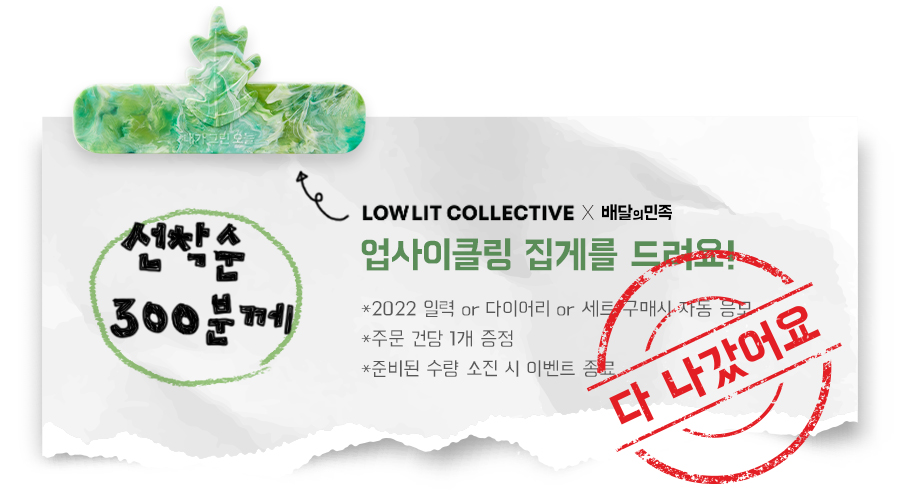 내가 그린 오늘
선착순
300분께
LOW LIT COLLECTIVE X 배달의민족
업사이클링 집게를 드려요!
*2022 일력 or 다이어리 or 세트 구매시 자동 응모
*주문 건당 1개 증정
*준비된 수량 소진 시 이벤트 종료
다 나갔어요